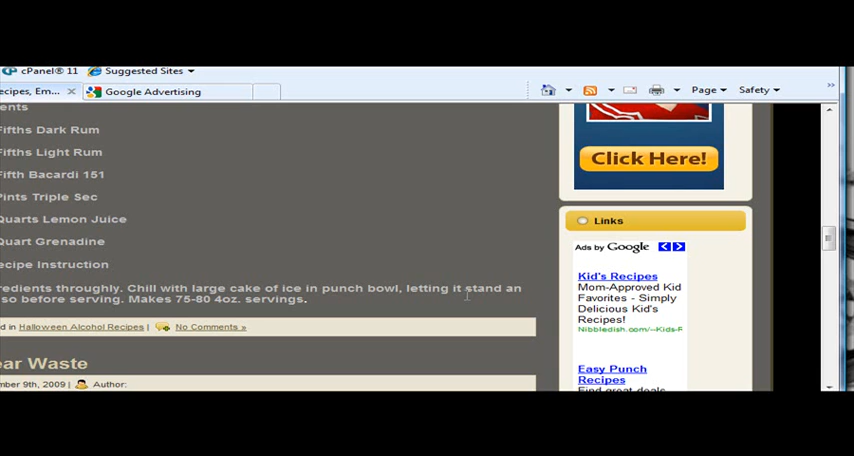 cPanel® 11 Suggested Sites
ecipes, Em... Google Advertising Page Safety »
ents
Fifths Dark Rum
Fifths Light Rum
Fifth Bacardi 151
Pints Triple Sec
Quarts Lemon Juice
Quart Grenadine
ecipe Instruction
redients throughly. Chill with large cake of ice in punch bowl, letting it stand an
so before serving. Makes 75-80 4oz. servings.
d in Halloween Alcohol Recipes | No Comments »
ear Waste
mber 9th, 2009 | Author:
Click Here!
Links
Ads by Google
Kid's Recipes
Mom-Approved Kid
Favorites - Simply
Delicious Kid's
Recipes!
Nibbledish.com/--Kids-R
Easy Punch
Recipes
Find great deals